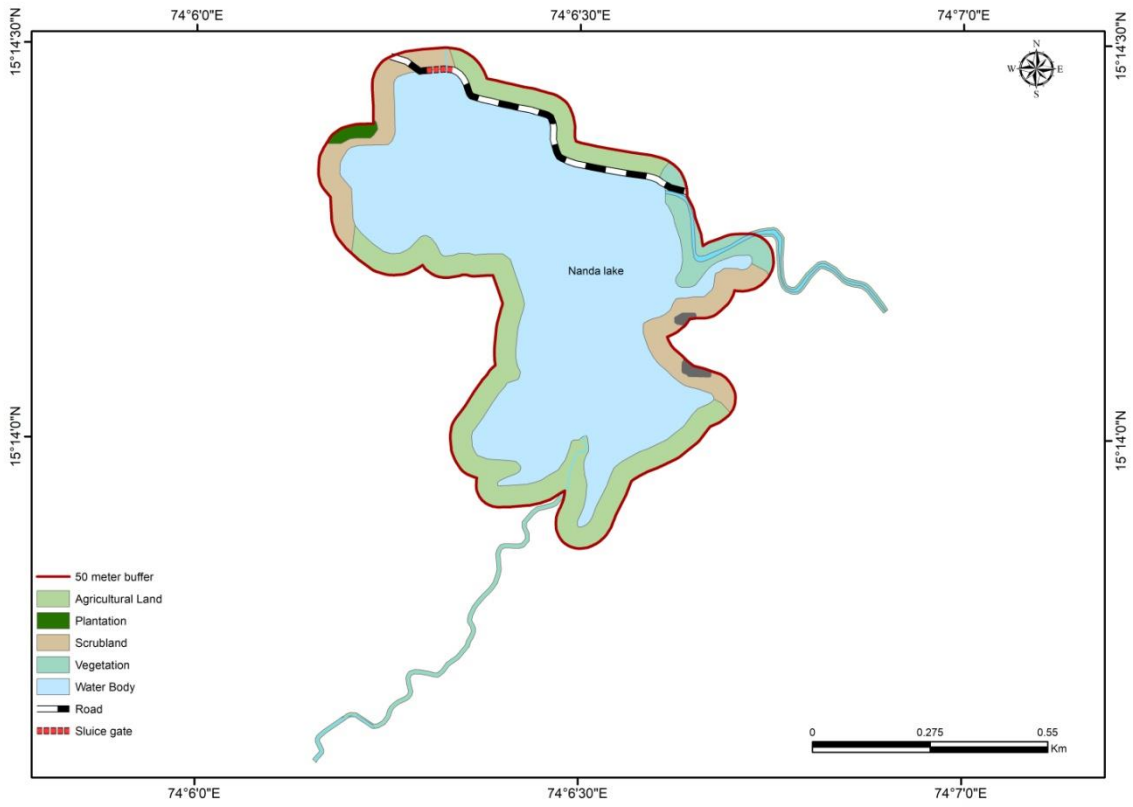 74°6'0"E
74°6'30"E
74°7'0"E
15°14'30"N
15°14'30"N
N
W
E
S
Nanda lake
15°14'0"N
15°14'0"N
50 meter buffer
Agricultural Land
Plantation
Scrubland
Vegetation
Water Body
Road
Sluice gate
0
0.275
0.55
Km
74°6'0"E
74°6'30"E
74°7'0"E